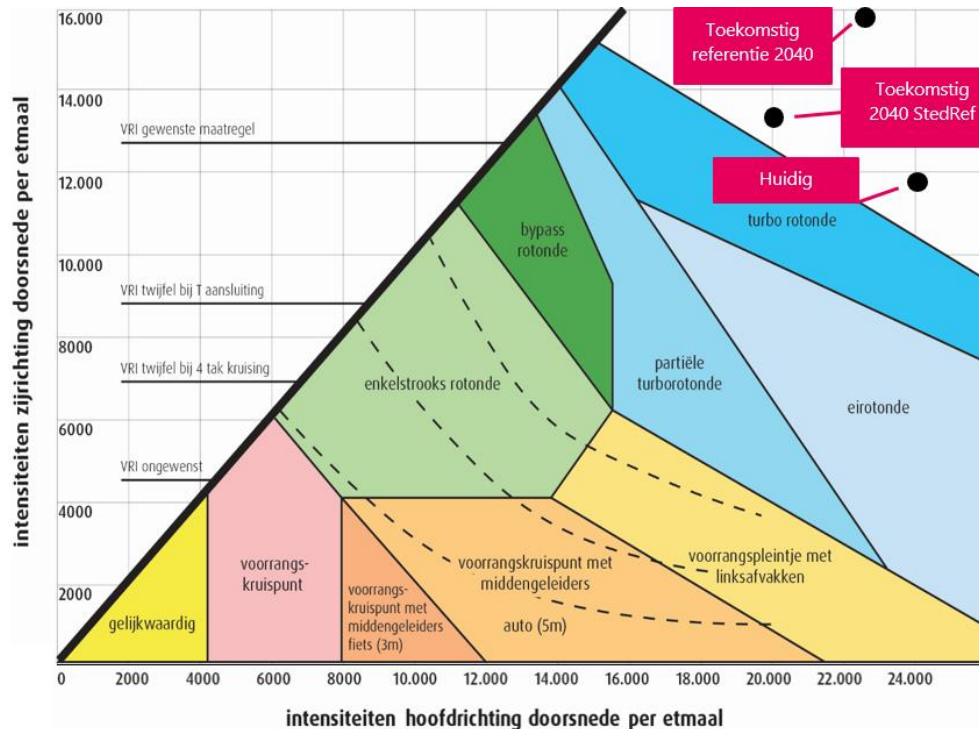 16.000
14.000
12.000
10.000
8000
6000
4000
2000
intensiteiten zijrichting doorsnede per etmaal
VRI gewenste maatregel
VRI twijfel bij T aansluiting
VRI twijfel bij 4 tak kruising
VRI ongewenst
Toekomstig
referentie 2040
Toekomstig
2040 StedRef
Huidig
turbo rotonde
bypass
rotonde
partiële
turborotonde
enkelstrooks rotonde
eirotonde
voorrangs-
kruispunt
voorrangskruispunt met
middengeleiders
auto (5m)
voorrangspleintje met
linksafvakken
gelijkwaardig
voorrangs-
kruispunt met
middengeleiders
fiets (3m)
0
2000
4000
6000
8000
10.000
12.000
14.000
16.000
18.000
20.000
22.000
24.000
intensiteiten hoofdrichting doorsnede per etmaal